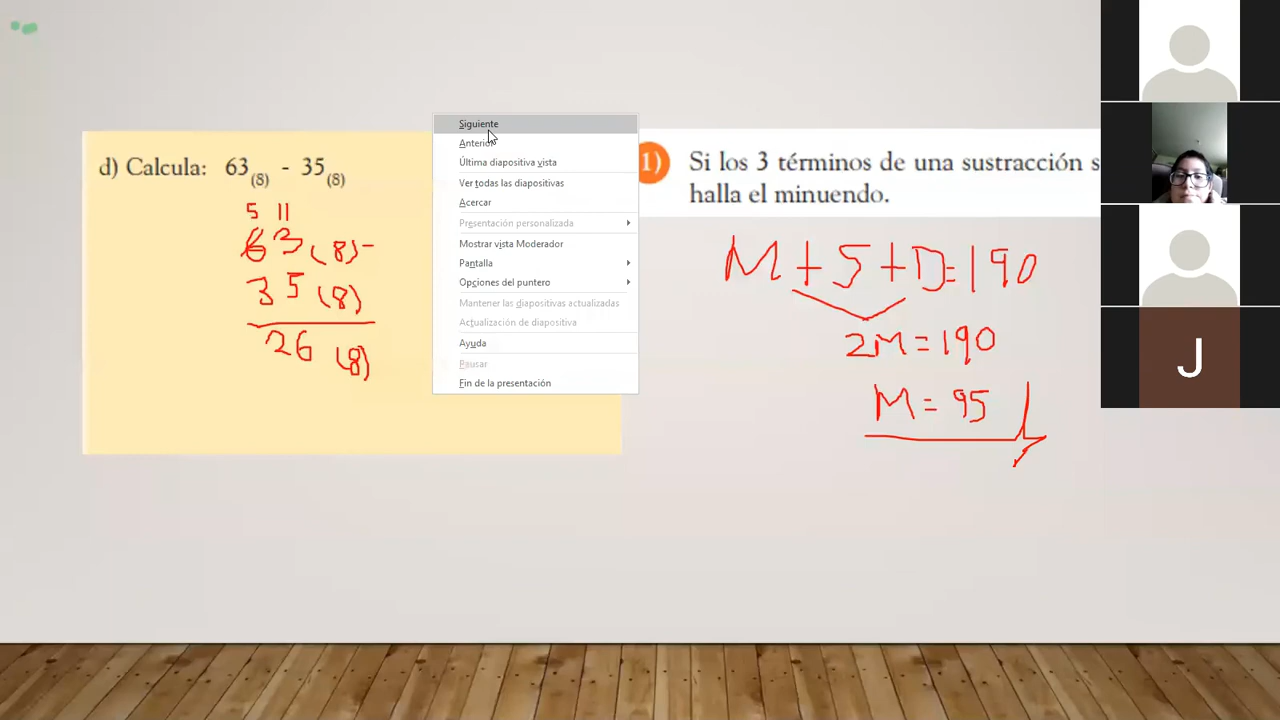 d) Calcula: 63(8) - 35(8)
5 11
63(8)-
35(8)
26(8)
Siguiente
Anterior
Última diapositiva vista
Ver todas las diapositivas
Acercar
Presentación personalizada
Mostrar vista Moderador
Pantalla
Opciones del puntero
Mantener las diapositivas actualizadas
Actualización de diapositiva
Ayuda
Pausar
Fin de la presentación
1) Si los 3 términos de una sustracción s
halla el minuendo.
M+S+D=190
2M=190
M=95
J